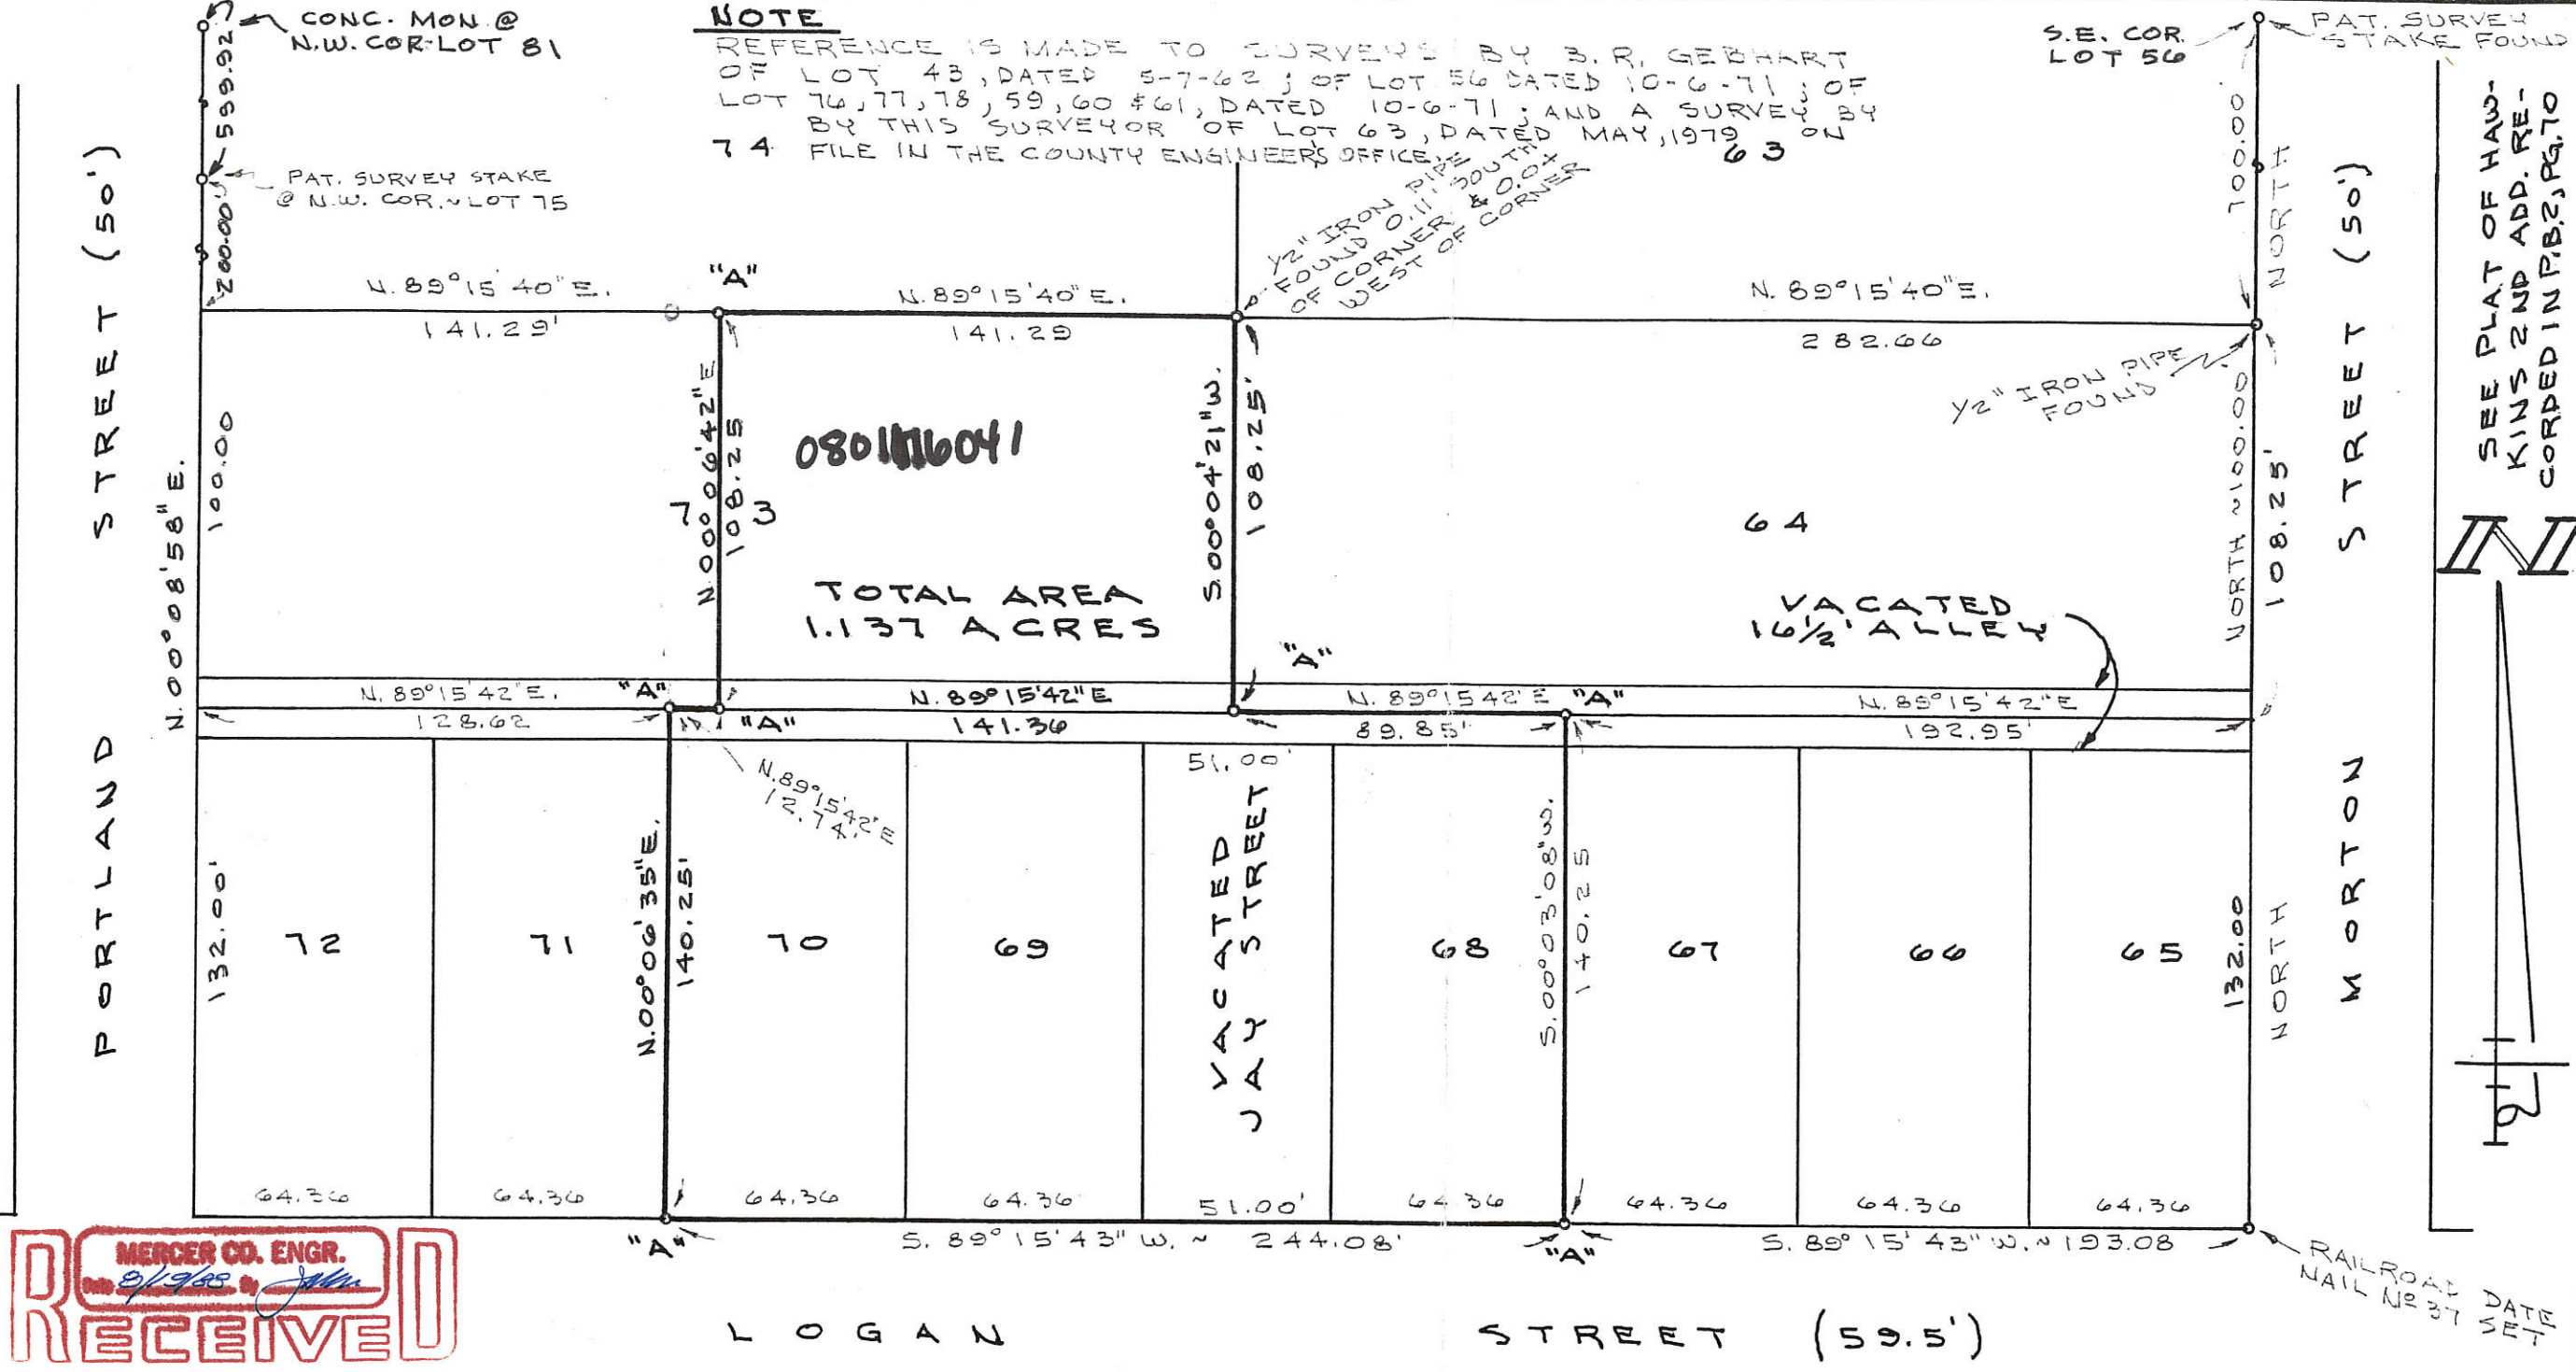 CONC. MON. @
N.W. COR. LOT 81
599.92
PAT. SURVEY STAKE
@ N.W. COR. ~ LOT 75
200.00'
NOTE
REFERENCE IS MADE TO SURVEYS BY B. R. GEBHART
OF LOT 43, DATED 5-7-62; OF LOT 56 DATED 10-6-71; OF
LOT 76, 77, 78, 59, 60 & 61, DATED 10-6-71; AND A SURVEY BY
BY THIS SURVEYOR OF LOT 63, DATED MAY, 1979 ON
FILE IN THE COUNTY ENGINEER'S OFFICE.
74
63
S.E. COR.
LOT 56
PAT. SURVEY
STAKE FOUND
700.00
NORTH
SEE PLAT OF HAW-
KINS 2ND ADD. RE-
CORDED IN P.B.2, PG.70
N
PORTLAND STREET (50')
MORTON STREET (50')
1/2" IRON PIPE
FOUND 0.11' SOUTH
OF CORNER & 0.04
WEST OF CORNER
N. 89°15'40" E.
141.29'
"A"
N. 89°15'40" E.
141.29
N. 89°15'40" E.
282.66
1/2" IRON PIPE
FOUND
N. 00°08'58" E.
100.00
N. 00°06'42" E
108.25
7 3
0801116041
TOTAL AREA
1.137 ACRES
S. 00°04'21" W.
108.25'
64
VACATED
16 1/2' ALLEY
NORTH ~ 100.00
108.25'
N. 89°15'42" E.
128.62
"A"
"A"
N. 89°15'42" E
141.36
"A"
N. 89°15'42" E
89.85'
"A"
N. 89°15'42" E
192.95'
N. 89°15'42" E
12.74'
132.00'
72
71
N. 00°06'35" E.
140.25'
70
69
51.00'
VACATED
JAY STREET
68
S. 00°03'08" W.
140.25
67
66
65
132.00
NORTH
64.36
64.36
64.36
64.36
51.00'
64.36
64.36
64.36
64.36
"A"
S. 89°15'43" W. ~ 244.08'
"A"
S. 89°15'43" W. ~ 193.08
RAILROAD DATE
NAIL No 37 SET
MERCER CO. ENGR.
Date 8/19/88 By
RECEIVED
LOGAN STREET (59.5')